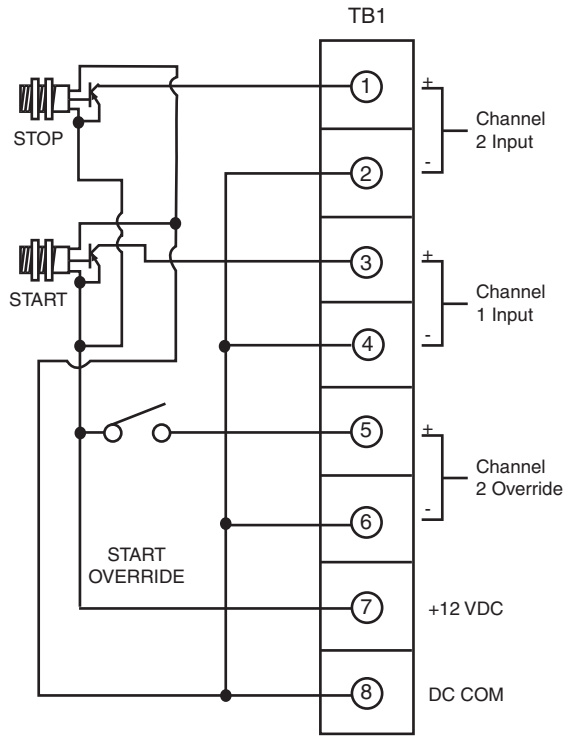 TB1
STOP
1
+
Channel
2 Input
2
-
START
3
+
Channel
1 Input
4
-
5
+
Channel
2 Override
6
-
START
OVERRIDE
7
+12 VDC
8
DC COM